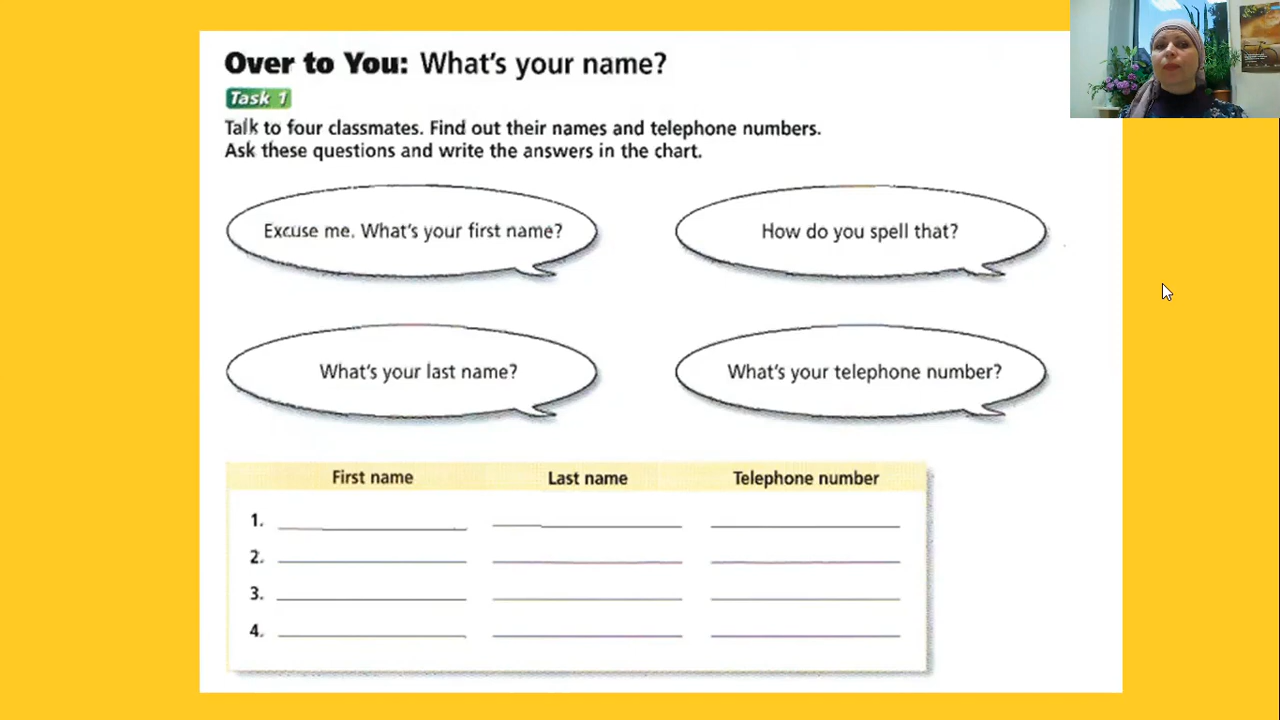 Over to You: What's your name?
Task 1
Talk to four classmates. Find out their names and telephone numbers.
Ask these questions and write the answers in the chart.
Excuse me. What's your first name?
How do you spell that?
What's your last name?
What's your telephone number?
First name Last name Telephone number
1.
2.
3.
4.